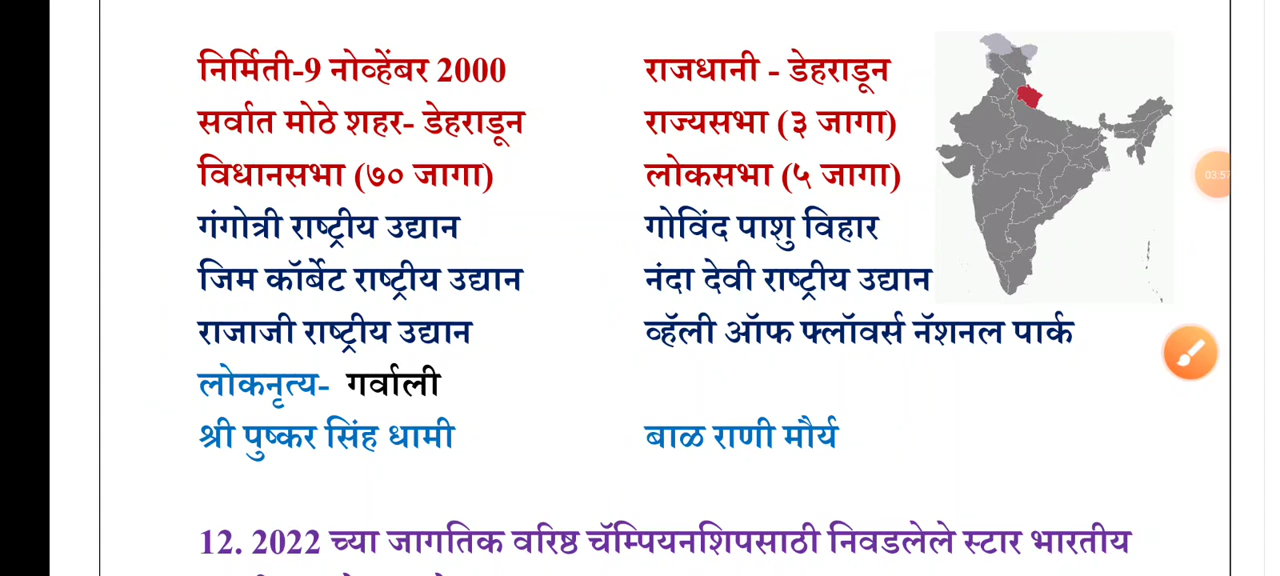 निर्मिती-9 नोव्हेंबर 2000 राजधानी - डेहराडून
सर्वात मोठे शहर- डेहराडून राज्यसभा (३ जागा)
विधानसभा (७० जागा) लोकसभा (५ जागा)
गंगोत्री राष्ट्रीय उद्यान गोविंद पाशु विहार
जिम कॉर्बेट राष्ट्रीय उद्यान नंदा देवी राष्ट्रीय उद्यान
राजाजी राष्ट्रीय उद्यान व्हॅली ऑफ फ्लॉवर्स नॅशनल पार्क
लोकनृत्य- गर्वाली
श्री पुष्कर सिंह धामी बाळ राणी मौर्य
12. 2022 च्या जागतिक वरिष्ठ चॅम्पियनशिपसाठी निवडलेले स्टार भारतीय